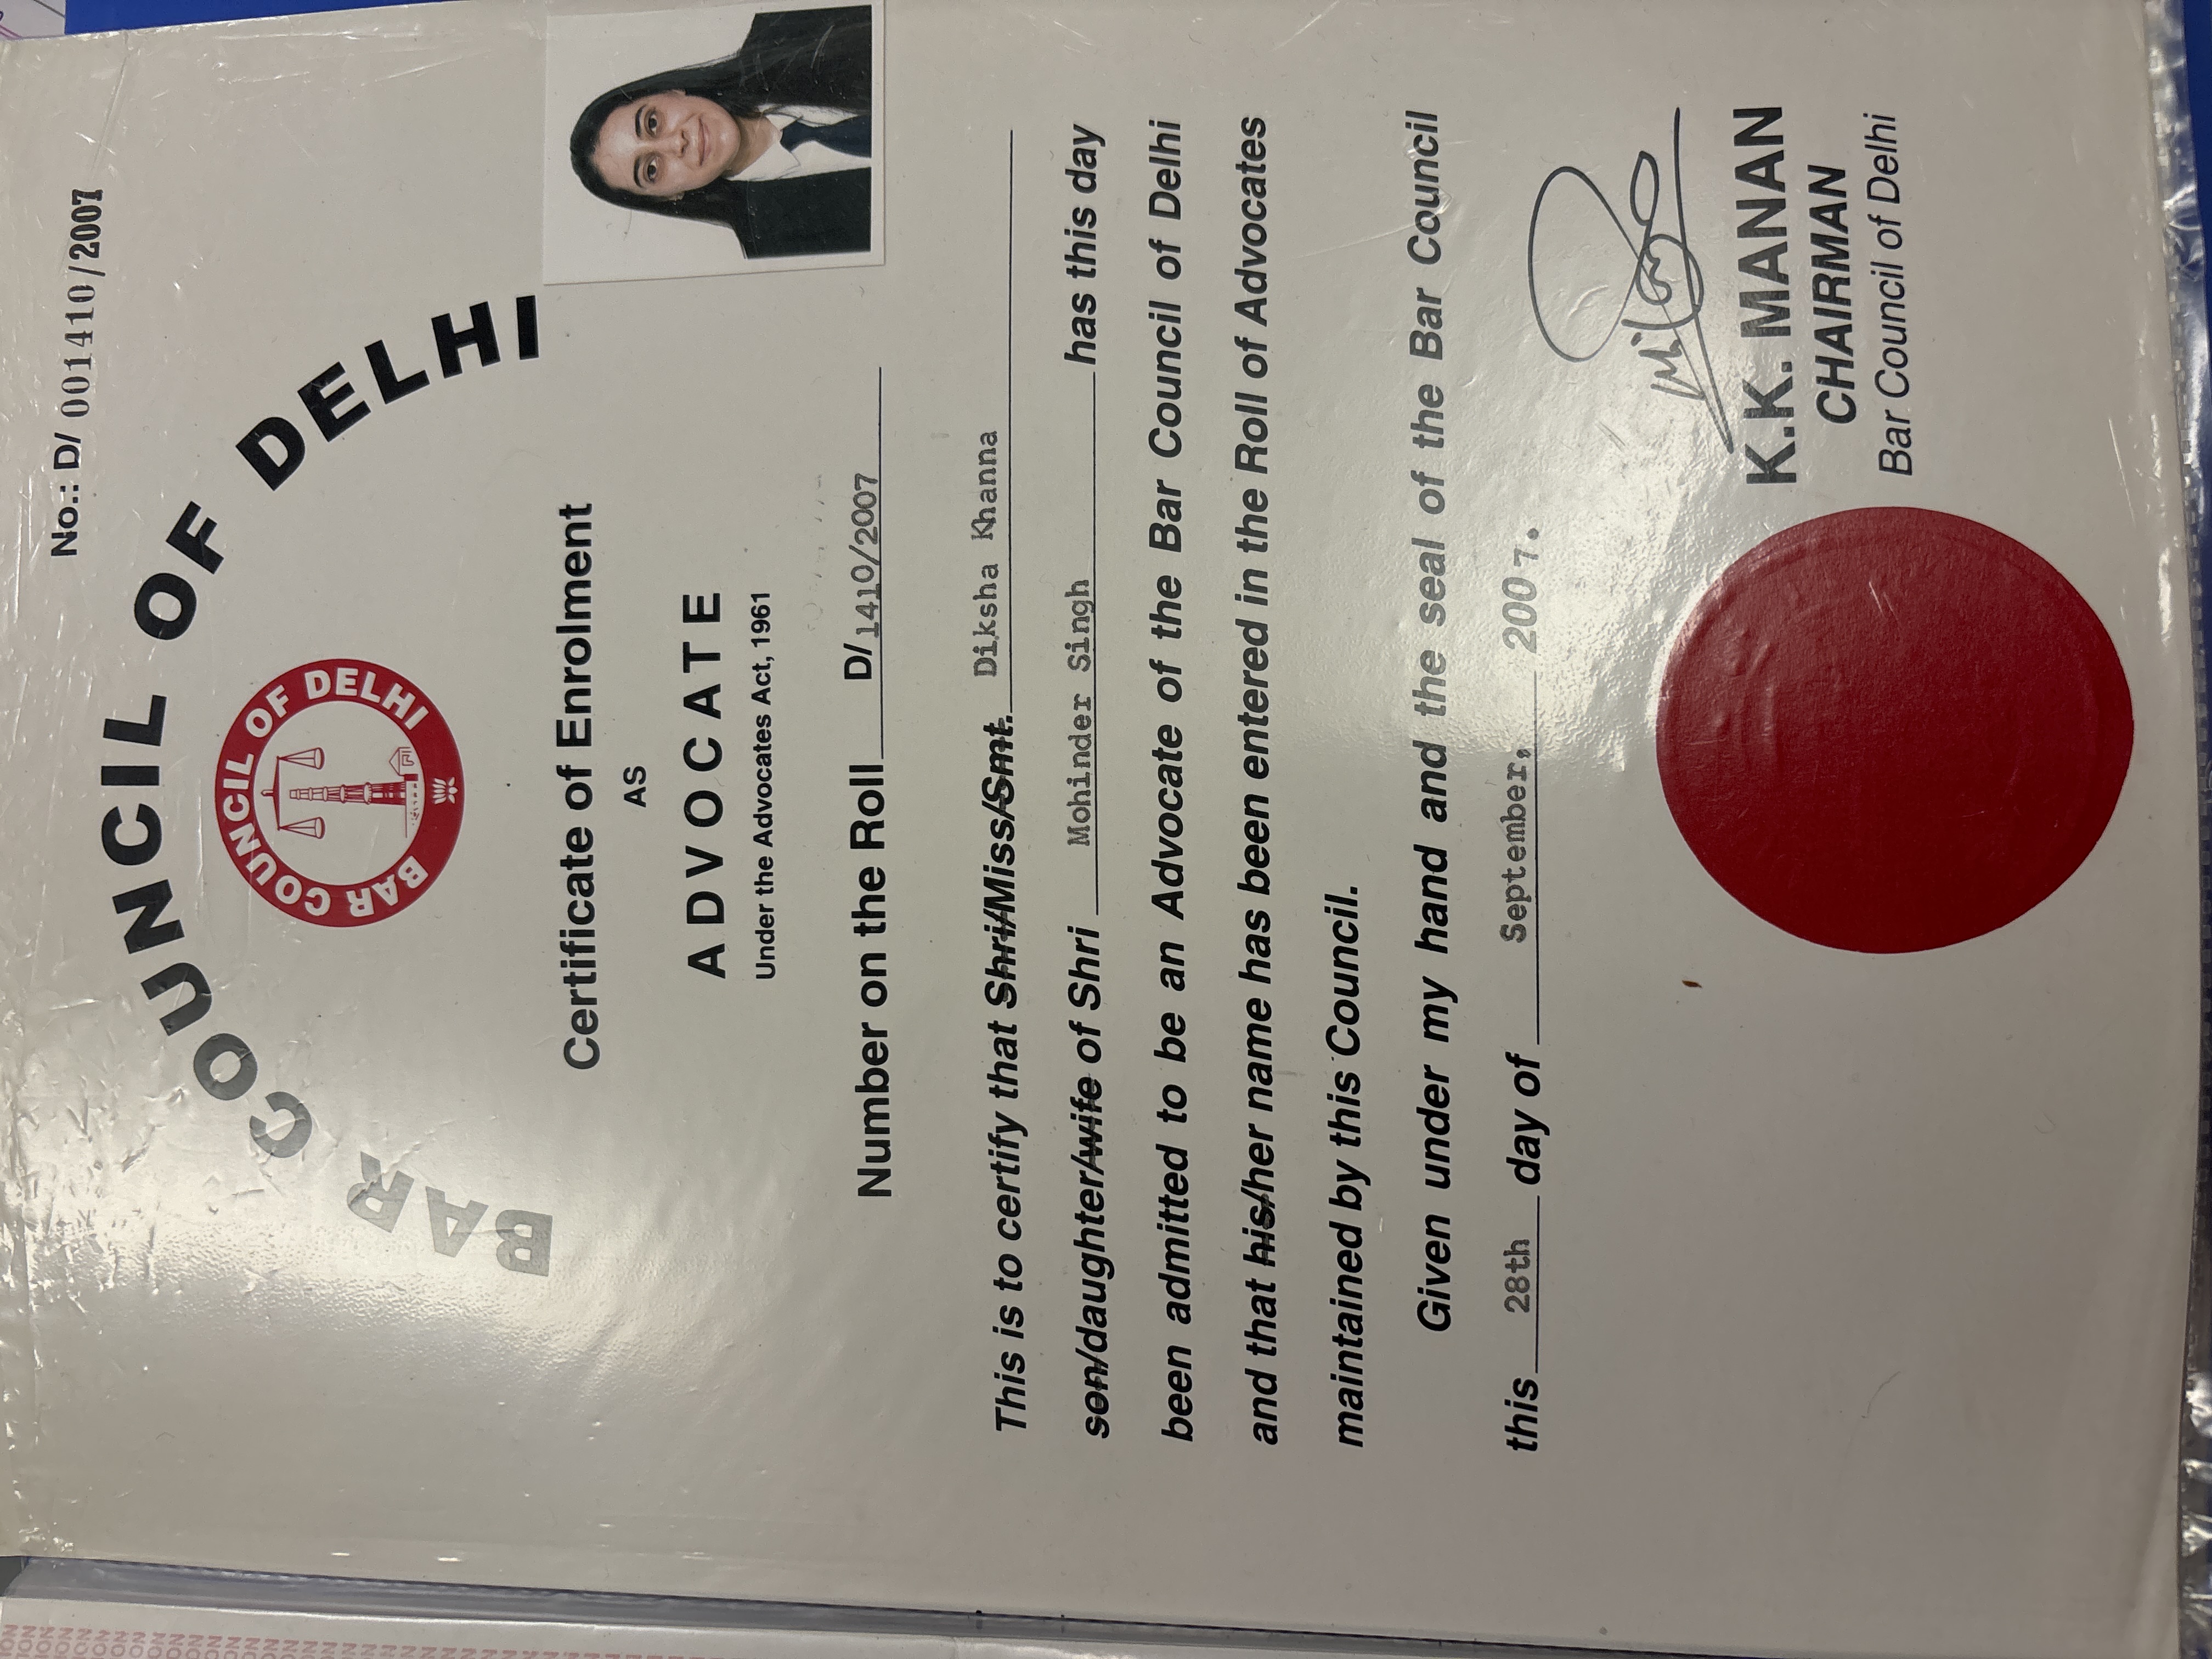 No.: D/ 001410/2007
BAR COUNCIL OF DELHI
BAR COUNCIL OF DELHI
Certificate of Enrolment
AS
ADVOCATE
Under the Advocates Act, 1961
Number on the Roll D/1410/2007
This is to certify that Shri/Miss/Smt. Diksha Khanna
son/daughter/wife of Shri Mohinder Singh has this day
been admitted to be an Advocate of the Bar Council of Delhi
and that his/her name has been entered in the Roll of Advocates
maintained by this Council.
Given under my hand and the seal of the Bar Council
this 28th day of September, 2007.
K.K. MANAN
CHAIRMAN
Bar Council of Delhi